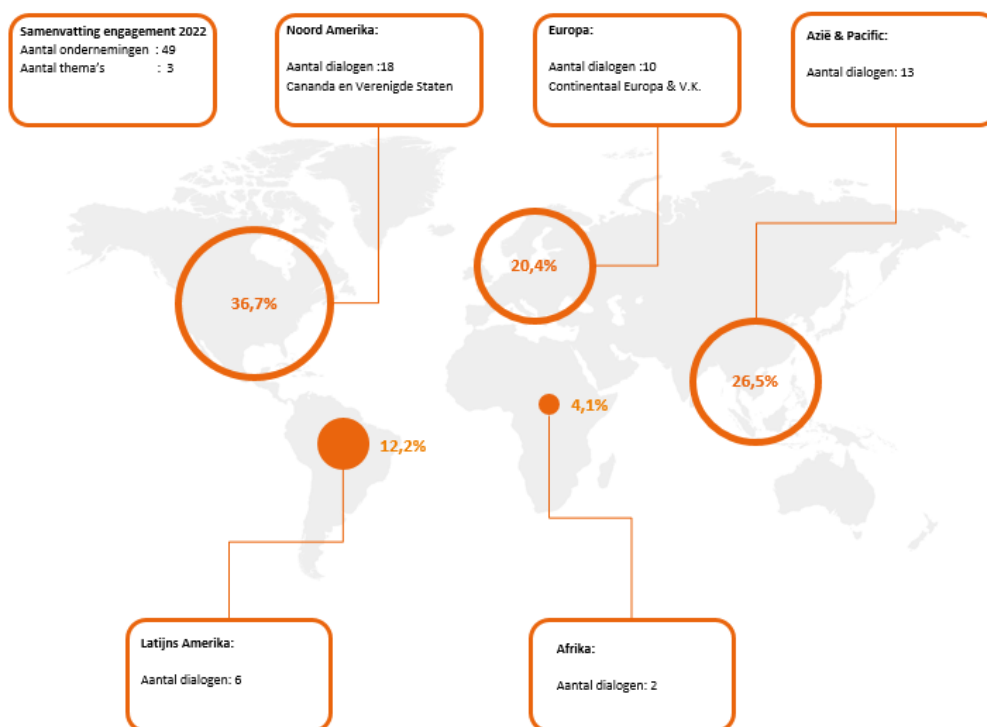 Samenvatting engagement 2022
Aantal ondernemingen : 49
Aantal thema's : 3
Noord Amerika:
Aantal dialogen :18
Cananda en Verenigde Staten
Europa:
Aantal dialogen :10
Continentaal Europa & V.K.
Azië & Pacific:
Aantal dialogen: 13
36,7%
20,4%
26,5%
4,1%
12,2%
Latijns Amerika:
Aantal dialogen: 6
Afrika:
Aantal dialogen: 2